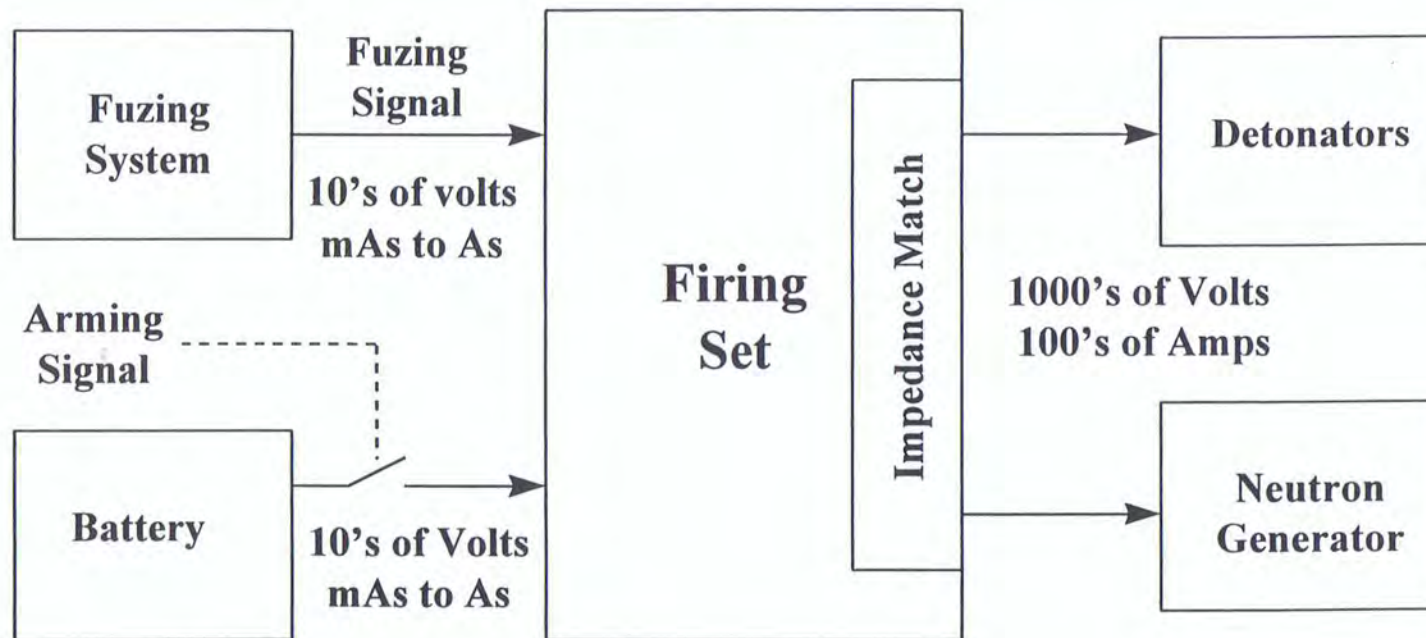 Fuzing
System
Fuzing
Signal
10's of volts
mAs to As
Arming
Signal
Battery
10's of Volts
mAs to As
Firing
Set
Impedance Match
Detonators
1000's of Volts
100's of Amps
Neutron
Generator